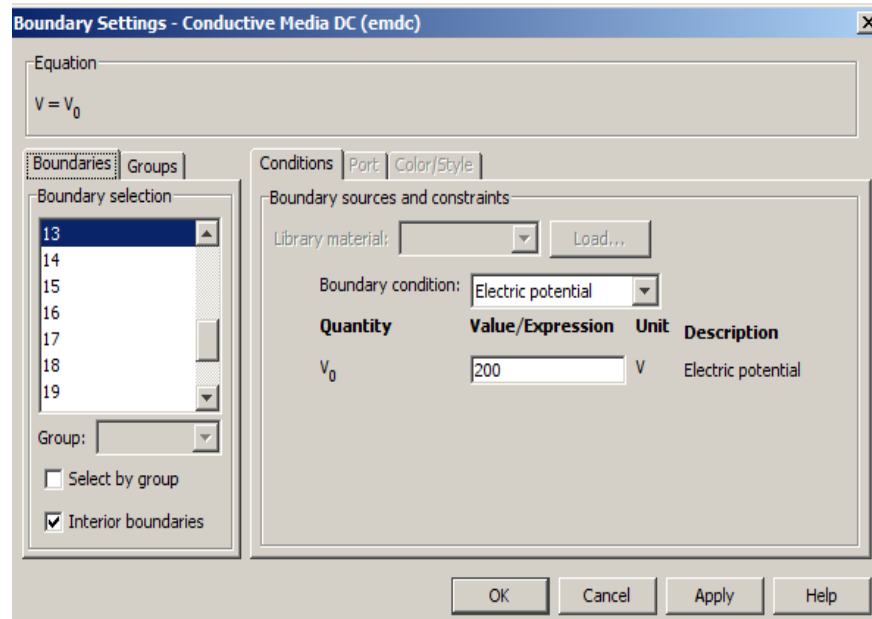 Boundary Settings - Conductive Media DC (emdc)
Equation
V = V0
Boundaries Groups
Boundary selection
13
14
15
16
17
18
19
Group:
Select by group
Interior boundaries
Conditions Port Color/Style
Boundary sources and constraints
Library material: Load...
Boundary condition: Electric potential
Quantity Value/Expression Unit Description
V0 200 V Electric potential
OK Cancel Apply Help